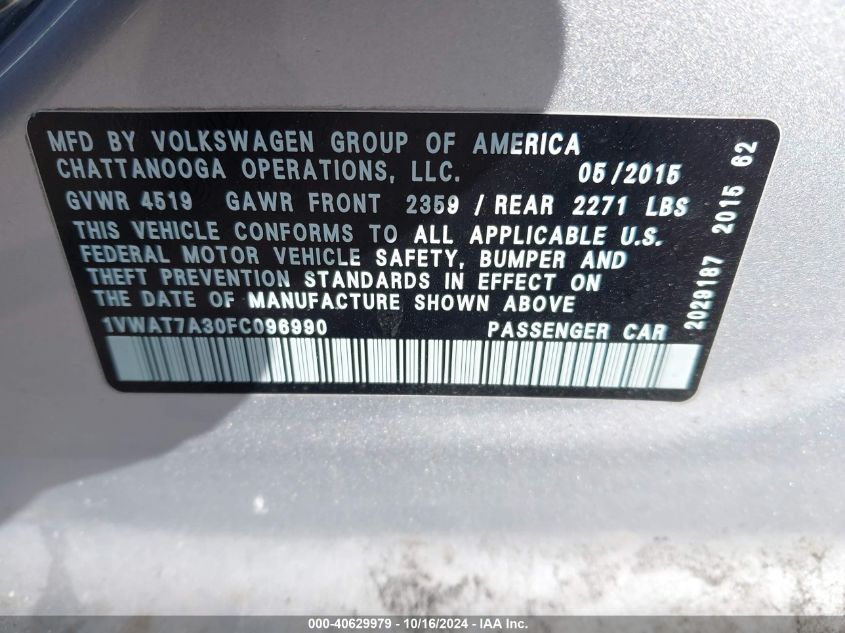 MFD BY VOLKSWAGEN GROUP OF AMERICA
CHATTANOOGA OPERATIONS, LLC. 05/2015
GVWR 4519 GAWR FRONT 2359 / REAR 2271 LBS
THIS VEHICLE CONFORMS TO ALL APPLICABLE U.S.
FEDERAL MOTOR VEHICLE SAFETY, BUMPER AND
THEFT PREVENTION STANDARDS IN EFFECT ON
THE DATE OF MANUFACTURE SHOWN ABOVE
1VWAT7A30FC096990 PASSENGER CAR
2029187 2015 62
000-40629979 - 10/16/2024 - IAA Inc.